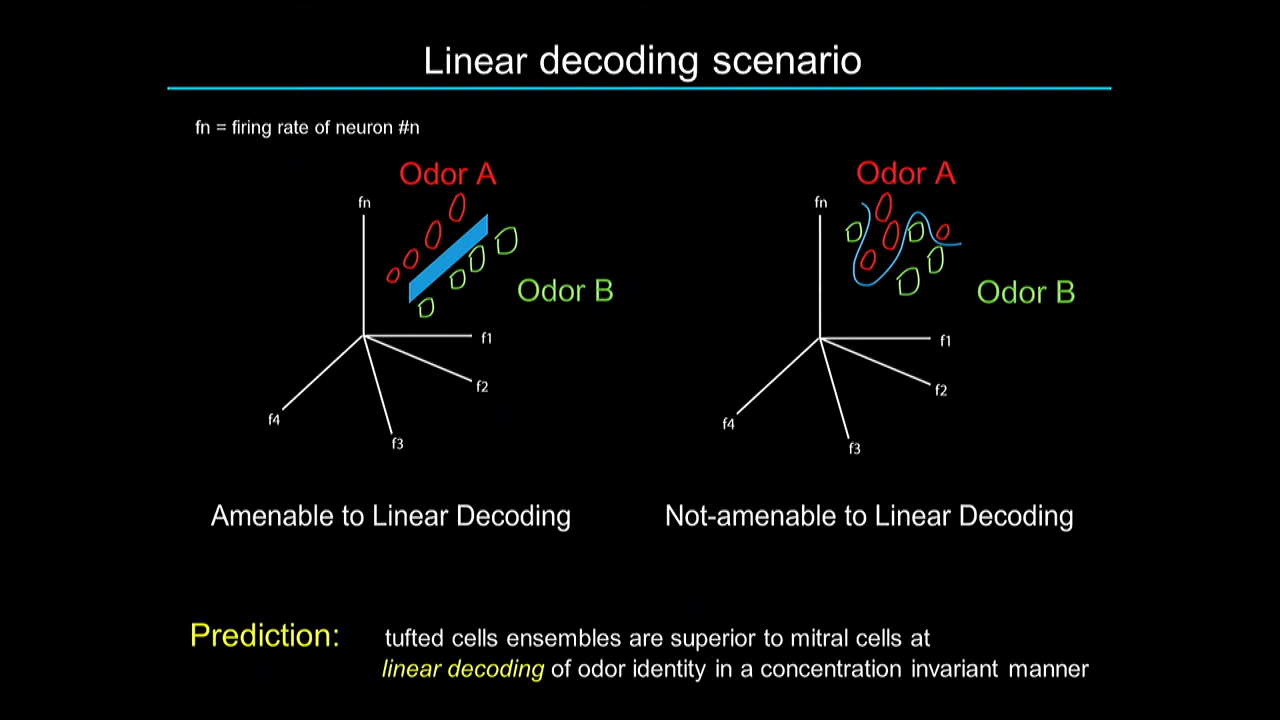 Linear decoding scenario
fn = firing rate of neuron #n
Odor A
fn
Odor B
f1
f2
f4
f3
Odor A
fn
Odor B
f1
f2
f4
f3
Amenable to Linear Decoding
Not-amenable to Linear Decoding
Prediction: tufted cells ensembles are superior to mitral cells at
linear decoding of odor identity in a concentration invariant manner